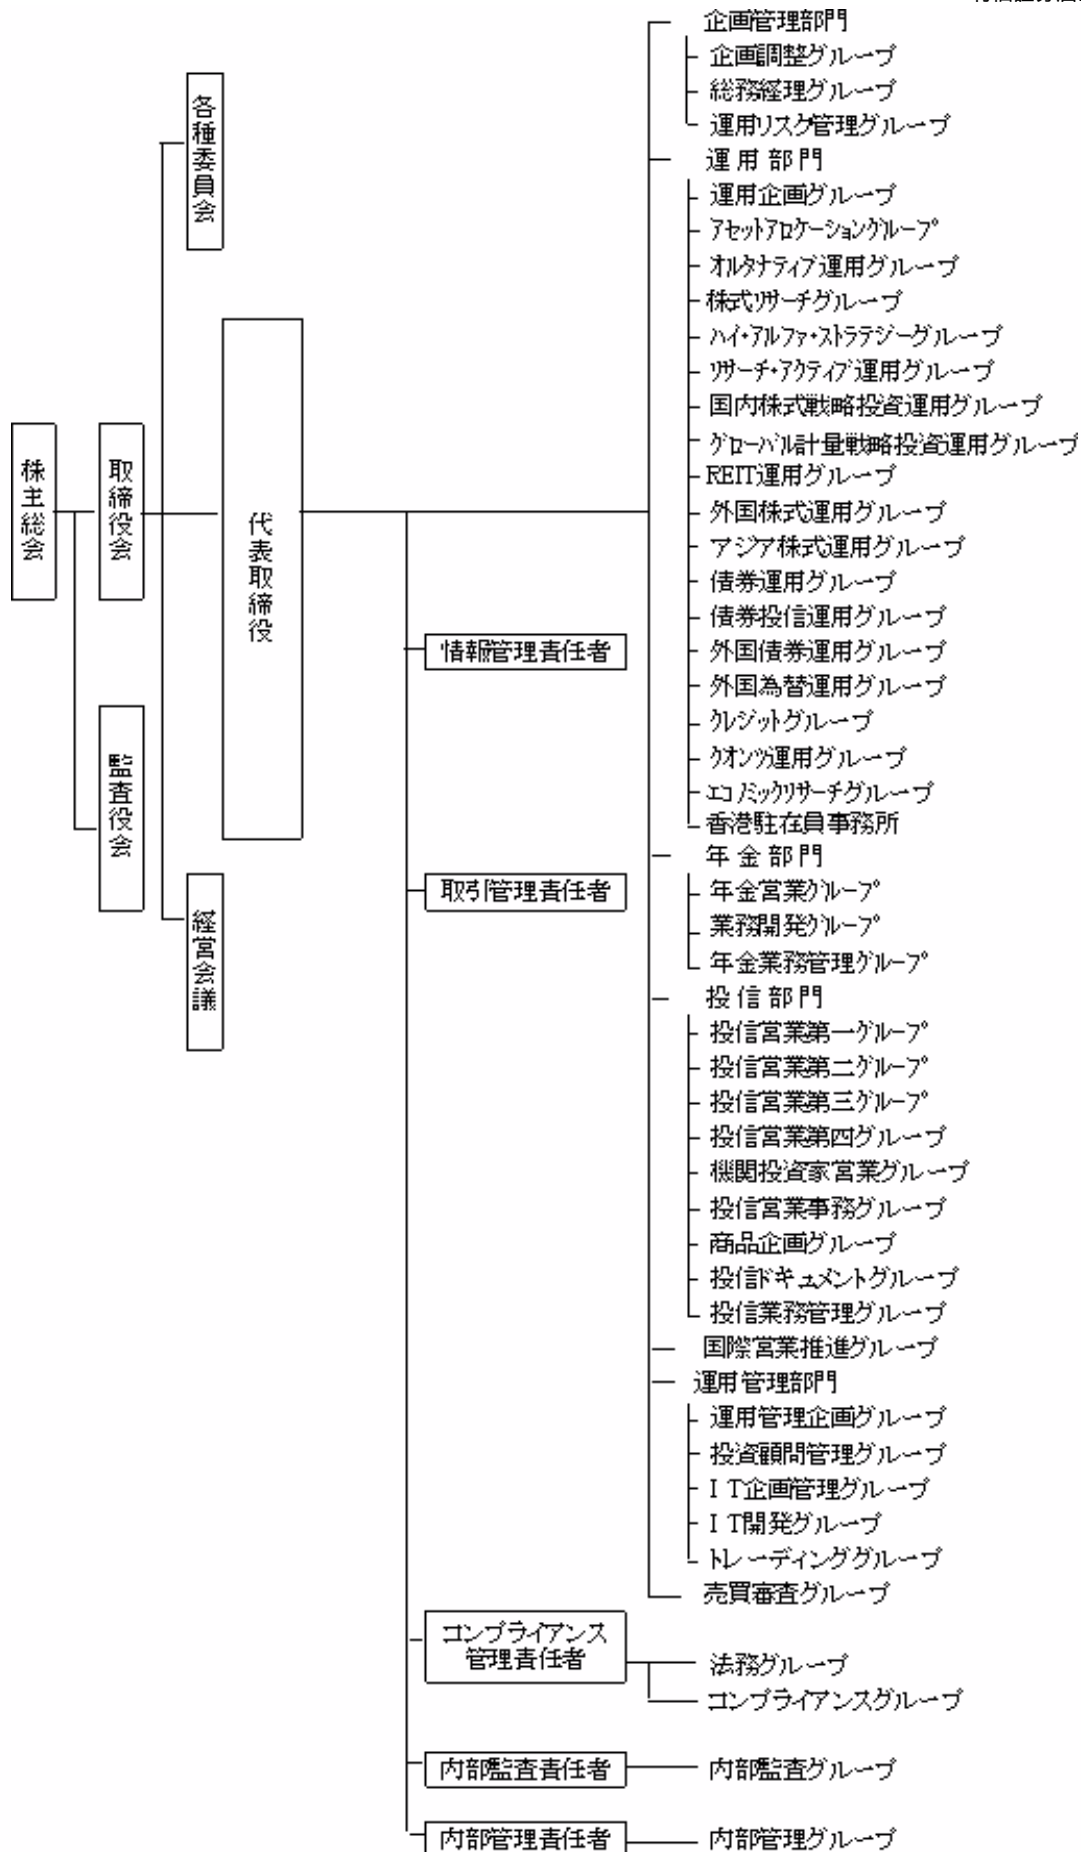 企画管理部門
企画調整グループ
総務経理グループ
運用リスク管理グループ
運用部門
運用企画グループ
アセットアロケーショングループ
オルタナティブ運用グループ
株式リサーチグループ
ハイ・アルファ・ストラテジーグループ
リサーチ・アクティブ運用グループ
国内株式戦略投資運用グループ
グローバル計量戦略投資運用グループ
REIT運用グループ
外国株式運用グループ
アジア株式運用グループ
債券運用グループ
債券投信運用グループ
外国債券運用グループ
外国為替運用グループ
クレジットグループ
クオンツ運用グループ
エコノミックリサーチグループ
香港駐在員事務所
年金部門
年金営業グループ
業務開発グループ
年金業務管理グループ
投信部門
投信営業第一グループ
投信営業第二グループ
投信営業第三グループ
投信営業第四グループ
機関投資家営業グループ
投信営業事務グループ
商品企画グループ
投信ドキュメントグループ
投信業務管理グループ
国際営業推進グループ
運用管理部門
運用管理企画グループ
投資顧問管理グループ
IT企画管理グループ
IT開発グループ
トレーディンググループ
売買審査グループ
株主総会
取締役会
監査役会
各種委員会
経営会議
代表取締役
情報管理責任者
取引管理責任者
コンプライアンス
管理責任者
法務グループ
コンプライアンスグループ
内部監査責任者
内部監査グループ
内部管理責任者
内部管理グループ